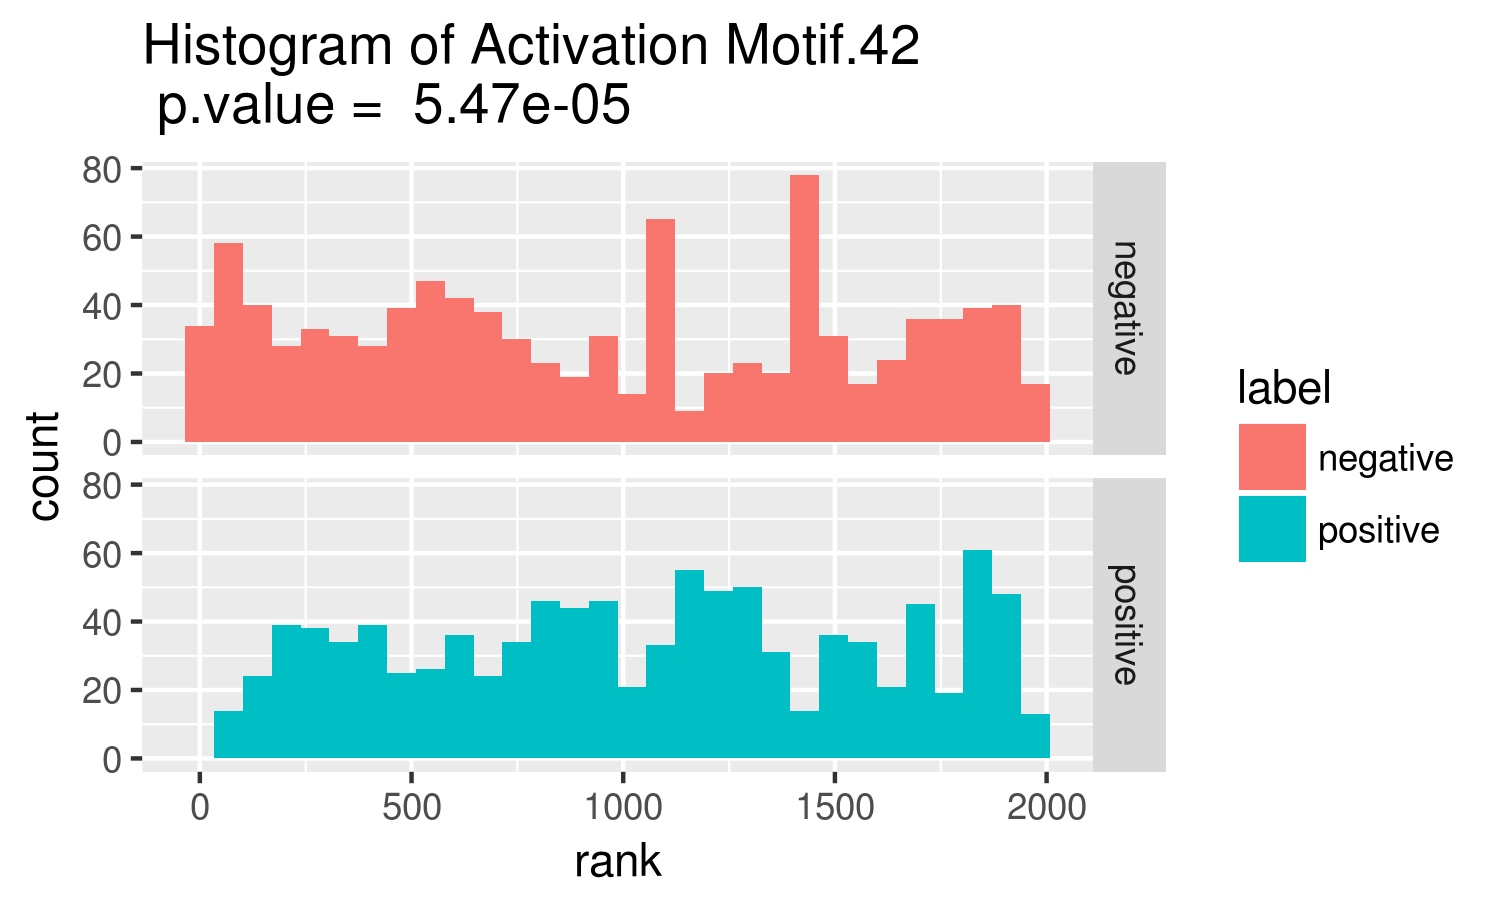 Histogram of Activation Motif.42
p.value = 5.47e-05
80
60
40
20
0
negative
80
60
40
20
0
positive
0 500 1000 1500 2000
rank
count
label
negative
positive